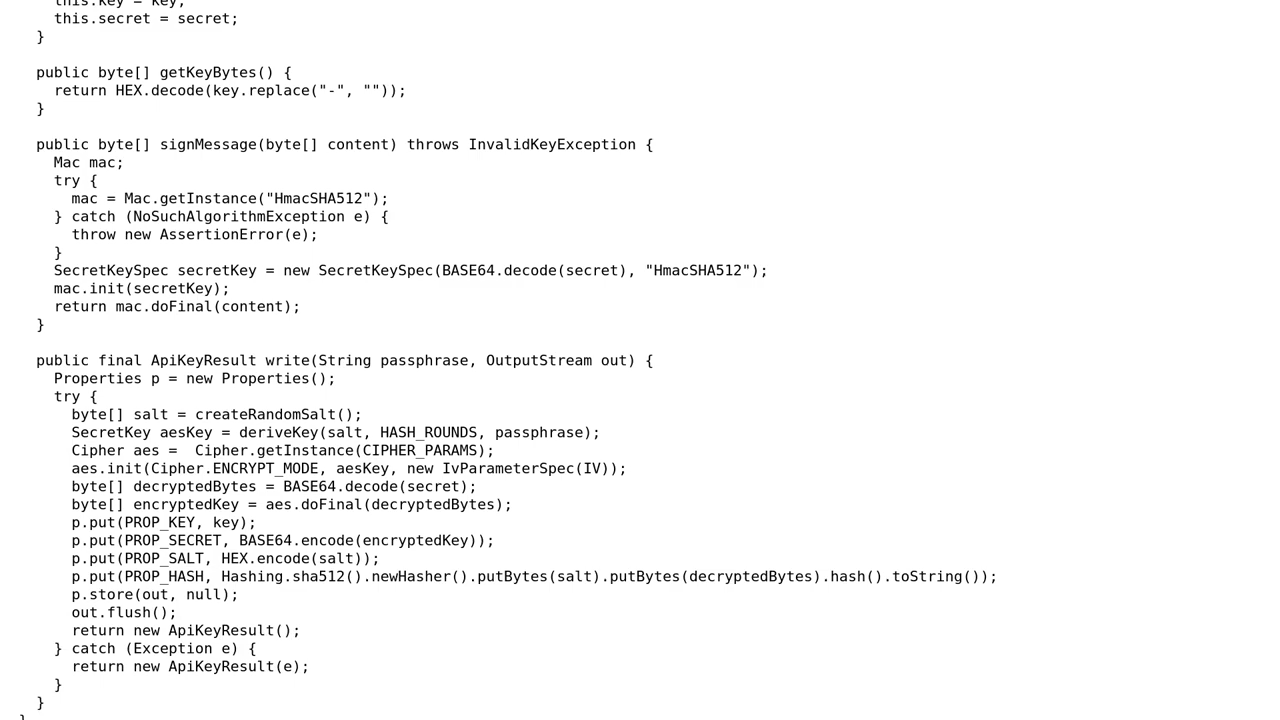 this.key = key;
this.secret = secret;
}
public byte[] getKeyBytes() {
return HEX.decode(key.replace("-", ""));
}
public byte[] signMessage(byte[] content) throws InvalidKeyException {
Mac mac;
try {
mac = Mac.getInstance("HmacSHA512");
} catch (NoSuchAlgorithmException e) {
throw new AssertionError(e);
}
SecretKeySpec secretKey = new SecretKeySpec(BASE64.decode(secret), "HmacSHA512");
mac.init(secretKey);
return mac.doFinal(content);
}
public final ApiKeyResult write(String passphrase, OutputStream out) {
Properties p = new Properties();
try {
byte[] salt = createRandomSalt();
SecretKey aesKey = deriveKey(salt, HASH_ROUNDS, passphrase);
Cipher aes =  Cipher.getInstance(CIPHER_PARAMS);
aes.init(Cipher.ENCRYPT_MODE, aesKey, new IvParameterSpec(IV));
byte[] decryptedBytes = BASE64.decode(secret);
byte[] encryptedKey = aes.doFinal(decryptedBytes);
p.put(PROP_KEY, key);
p.put(PROP_SECRET, BASE64.encode(encryptedKey));
p.put(PROP_SALT, HEX.encode(salt));
p.put(PROP_HASH, Hashing.sha512().newHasher().putBytes(salt).putBytes(decryptedBytes).hash().toString());
p.store(out, null);
out.flush();
return new ApiKeyResult();
} catch (Exception e) {
return new ApiKeyResult(e);
}
}
}